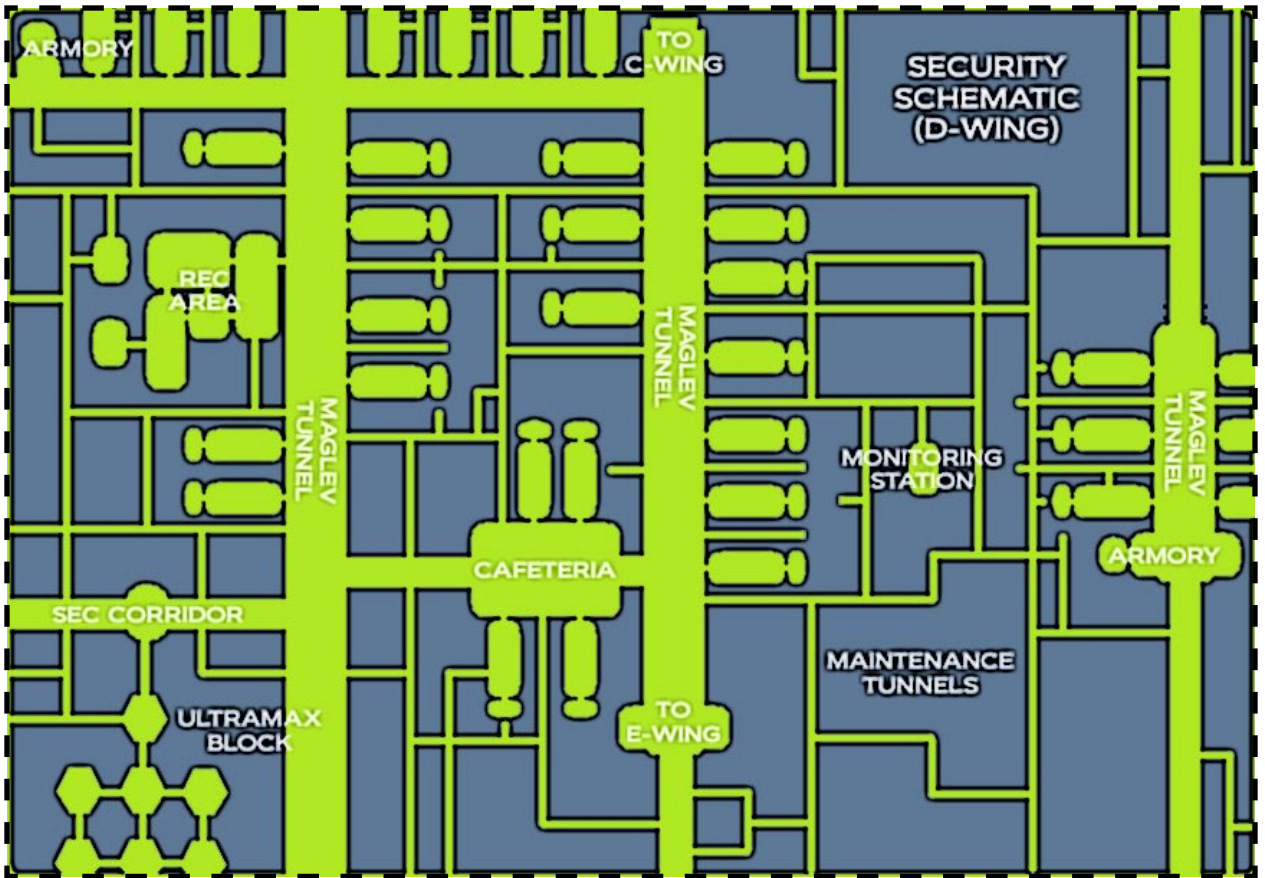 ARMORY
TO
C-WING
SECURITY
SCHEMATIC
(D-WING)
REC
AREA
MAGLEV
TUNNEL
MAGLEV
TUNNEL
MAGLEV
TUNNEL
MONITORING
STATION
ARMORY
CAFETERIA
SEC CORRIDOR
MAINTENANCE
TUNNELS
ULTRAMAX
BLOCK
TO
E-WING